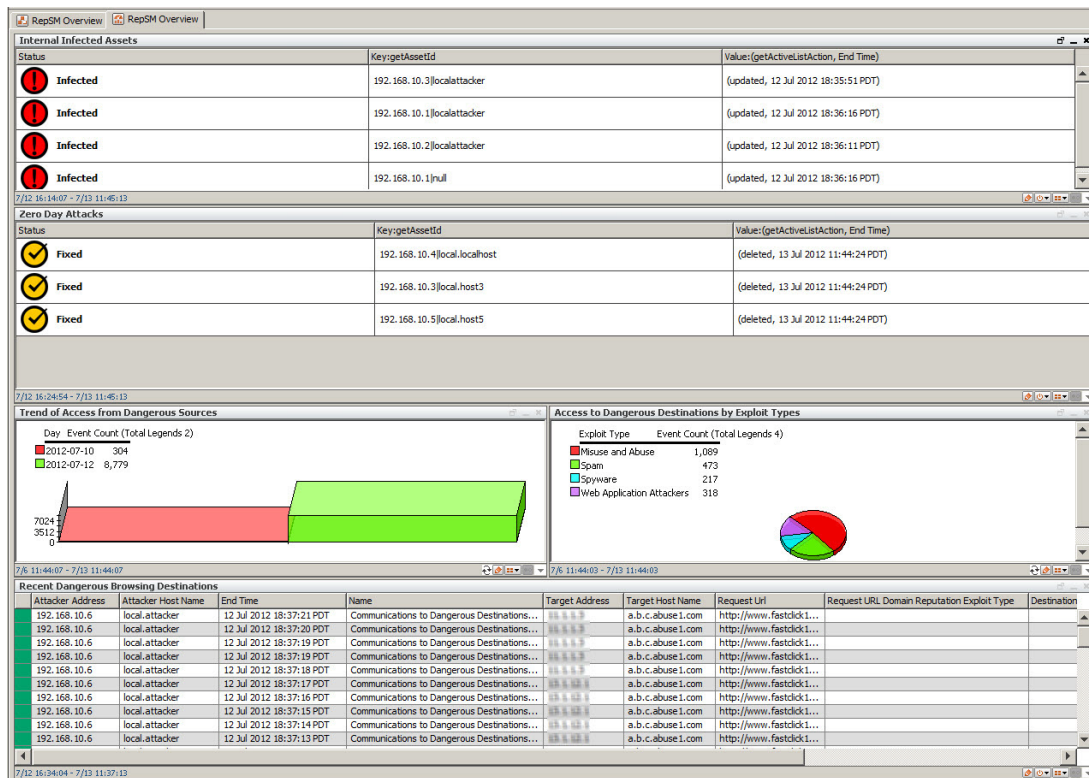 RepSM Overview RepSM Overview
Internal Infected Assets
Status Key:getAssetId Value:(getActiveListAction, End Time)
Infected 192.168.10.3|localattacker (updated, 12 Jul 2012 18:35:51 PDT)
Infected 192.168.10.1|localattacker (updated, 12 Jul 2012 18:36:16 PDT)
Infected 192.168.10.2|localattacker (updated, 12 Jul 2012 18:36:11 PDT)
Infected 192.168.10.1|null (updated, 12 Jul 2012 18:36:16 PDT)
7/12 16:14:07 - 7/13 11:45:13
Zero Day Attacks
Status Key:getAssetId Value:(getActiveListAction, End Time)
Fixed 192.168.10.4|local.localhost (deleted, 13 Jul 2012 11:44:24 PDT)
Fixed 192.168.10.3|local.host3 (deleted, 13 Jul 2012 11:44:24 PDT)
Fixed 192.168.10.5|local.host5 (deleted, 13 Jul 2012 11:44:24 PDT)
7/12 16:24:54 - 7/13 11:45:13
Trend of Access from Dangerous Sources
Day Event Count (Total Legends 2)
2012-07-10 304
2012-07-12 8,779
7024
3512
0
7/6 11:44:07 - 7/13 11:44:07
Access to Dangerous Destinations by Exploit Types
Exploit Type Event Count (Total Legends 4)
Misuse and Abuse 1,089
Spam 473
Spyware 217
Web Application Attackers 318
7/6 11:44:03 - 7/13 11:44:03
Recent Dangerous Browsing Destinations
Attacker Address Attacker Host Name End Time Name Target Address Target Host Name Request Url Request URL Domain Reputation Exploit Type Destination
192.168.10.6 local.attacker 12 Jul 2012 18:37:21 PDT Communications to Dangerous Destinations... a.b.c.abuse1.com http://www.fastclick1...
192.168.10.6 local.attacker 12 Jul 2012 18:37:20 PDT Communications to Dangerous Destinations... a.b.c.abuse1.com http://www.fastclick1...
192.168.10.6 local.attacker 12 Jul 2012 18:37:19 PDT Communications to Dangerous Destinations... a.b.c.abuse1.com http://www.fastclick1...
192.168.10.6 local.attacker 12 Jul 2012 18:37:19 PDT Communications to Dangerous Destinations... a.b.c.abuse1.com http://www.fastclick1...
192.168.10.6 local.attacker 12 Jul 2012 18:37:18 PDT Communications to Dangerous Destinations... a.b.c.abuse1.com http://www.fastclick1...
192.168.10.6 local.attacker 12 Jul 2012 18:37:17 PDT Communications to Dangerous Destinations... a.b.c.abuse1.com http://www.fastclick1...
192.168.10.6 local.attacker 12 Jul 2012 18:37:16 PDT Communications to Dangerous Destinations... a.b.c.abuse1.com http://www.fastclick1...
192.168.10.6 local.attacker 12 Jul 2012 18:37:15 PDT Communications to Dangerous Destinations... a.b.c.abuse1.com http://www.fastclick1...
192.168.10.6 local.attacker 12 Jul 2012 18:37:14 PDT Communications to Dangerous Destinations... a.b.c.abuse1.com http://www.fastclick1...
192.168.10.6 local.attacker 12 Jul 2012 18:37:13 PDT Communications to Dangerous Destinations... a.b.c.abuse1.com http://www.fastclick1...
7/12 16:34:04 - 7/13 11:37:13